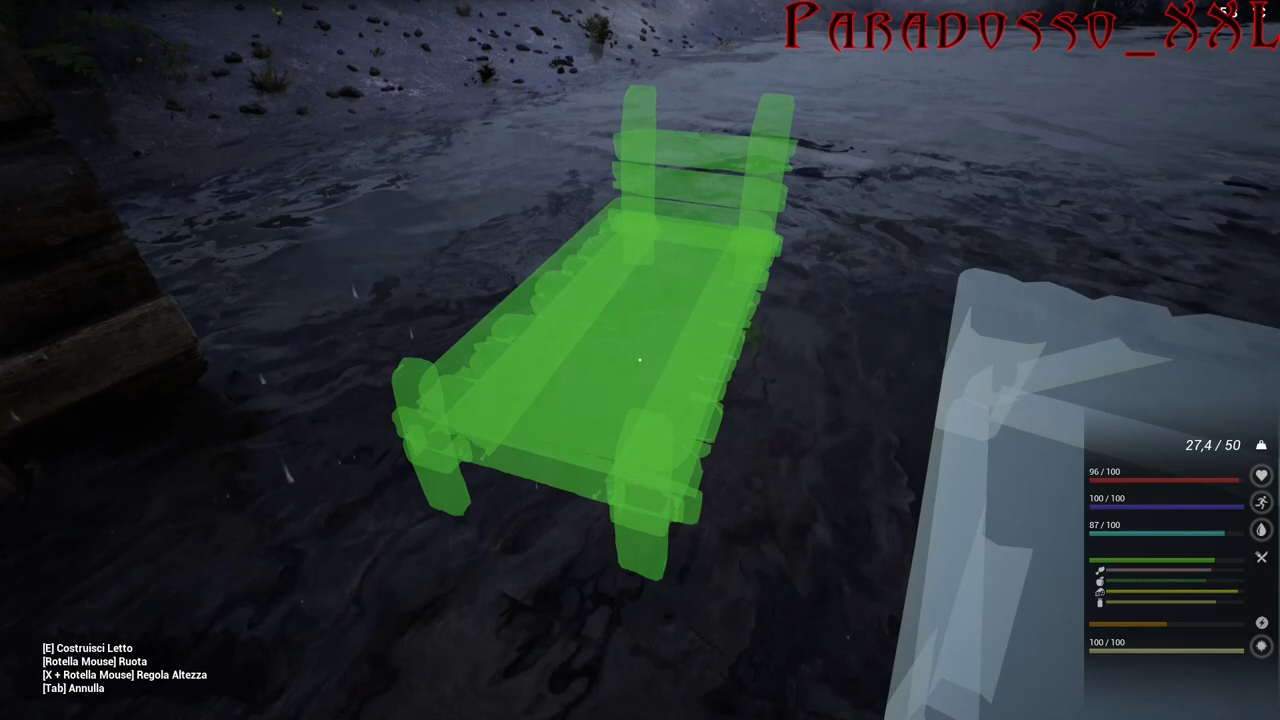 Paradosso_XXL
27,4 / 50
96 / 100
100 / 100
87 / 100
100 / 100
[E] Costruisci Letto
[Rotella Mouse] Ruota
[X + Rotella Mouse] Regola Altezza
[Tab] Annulla